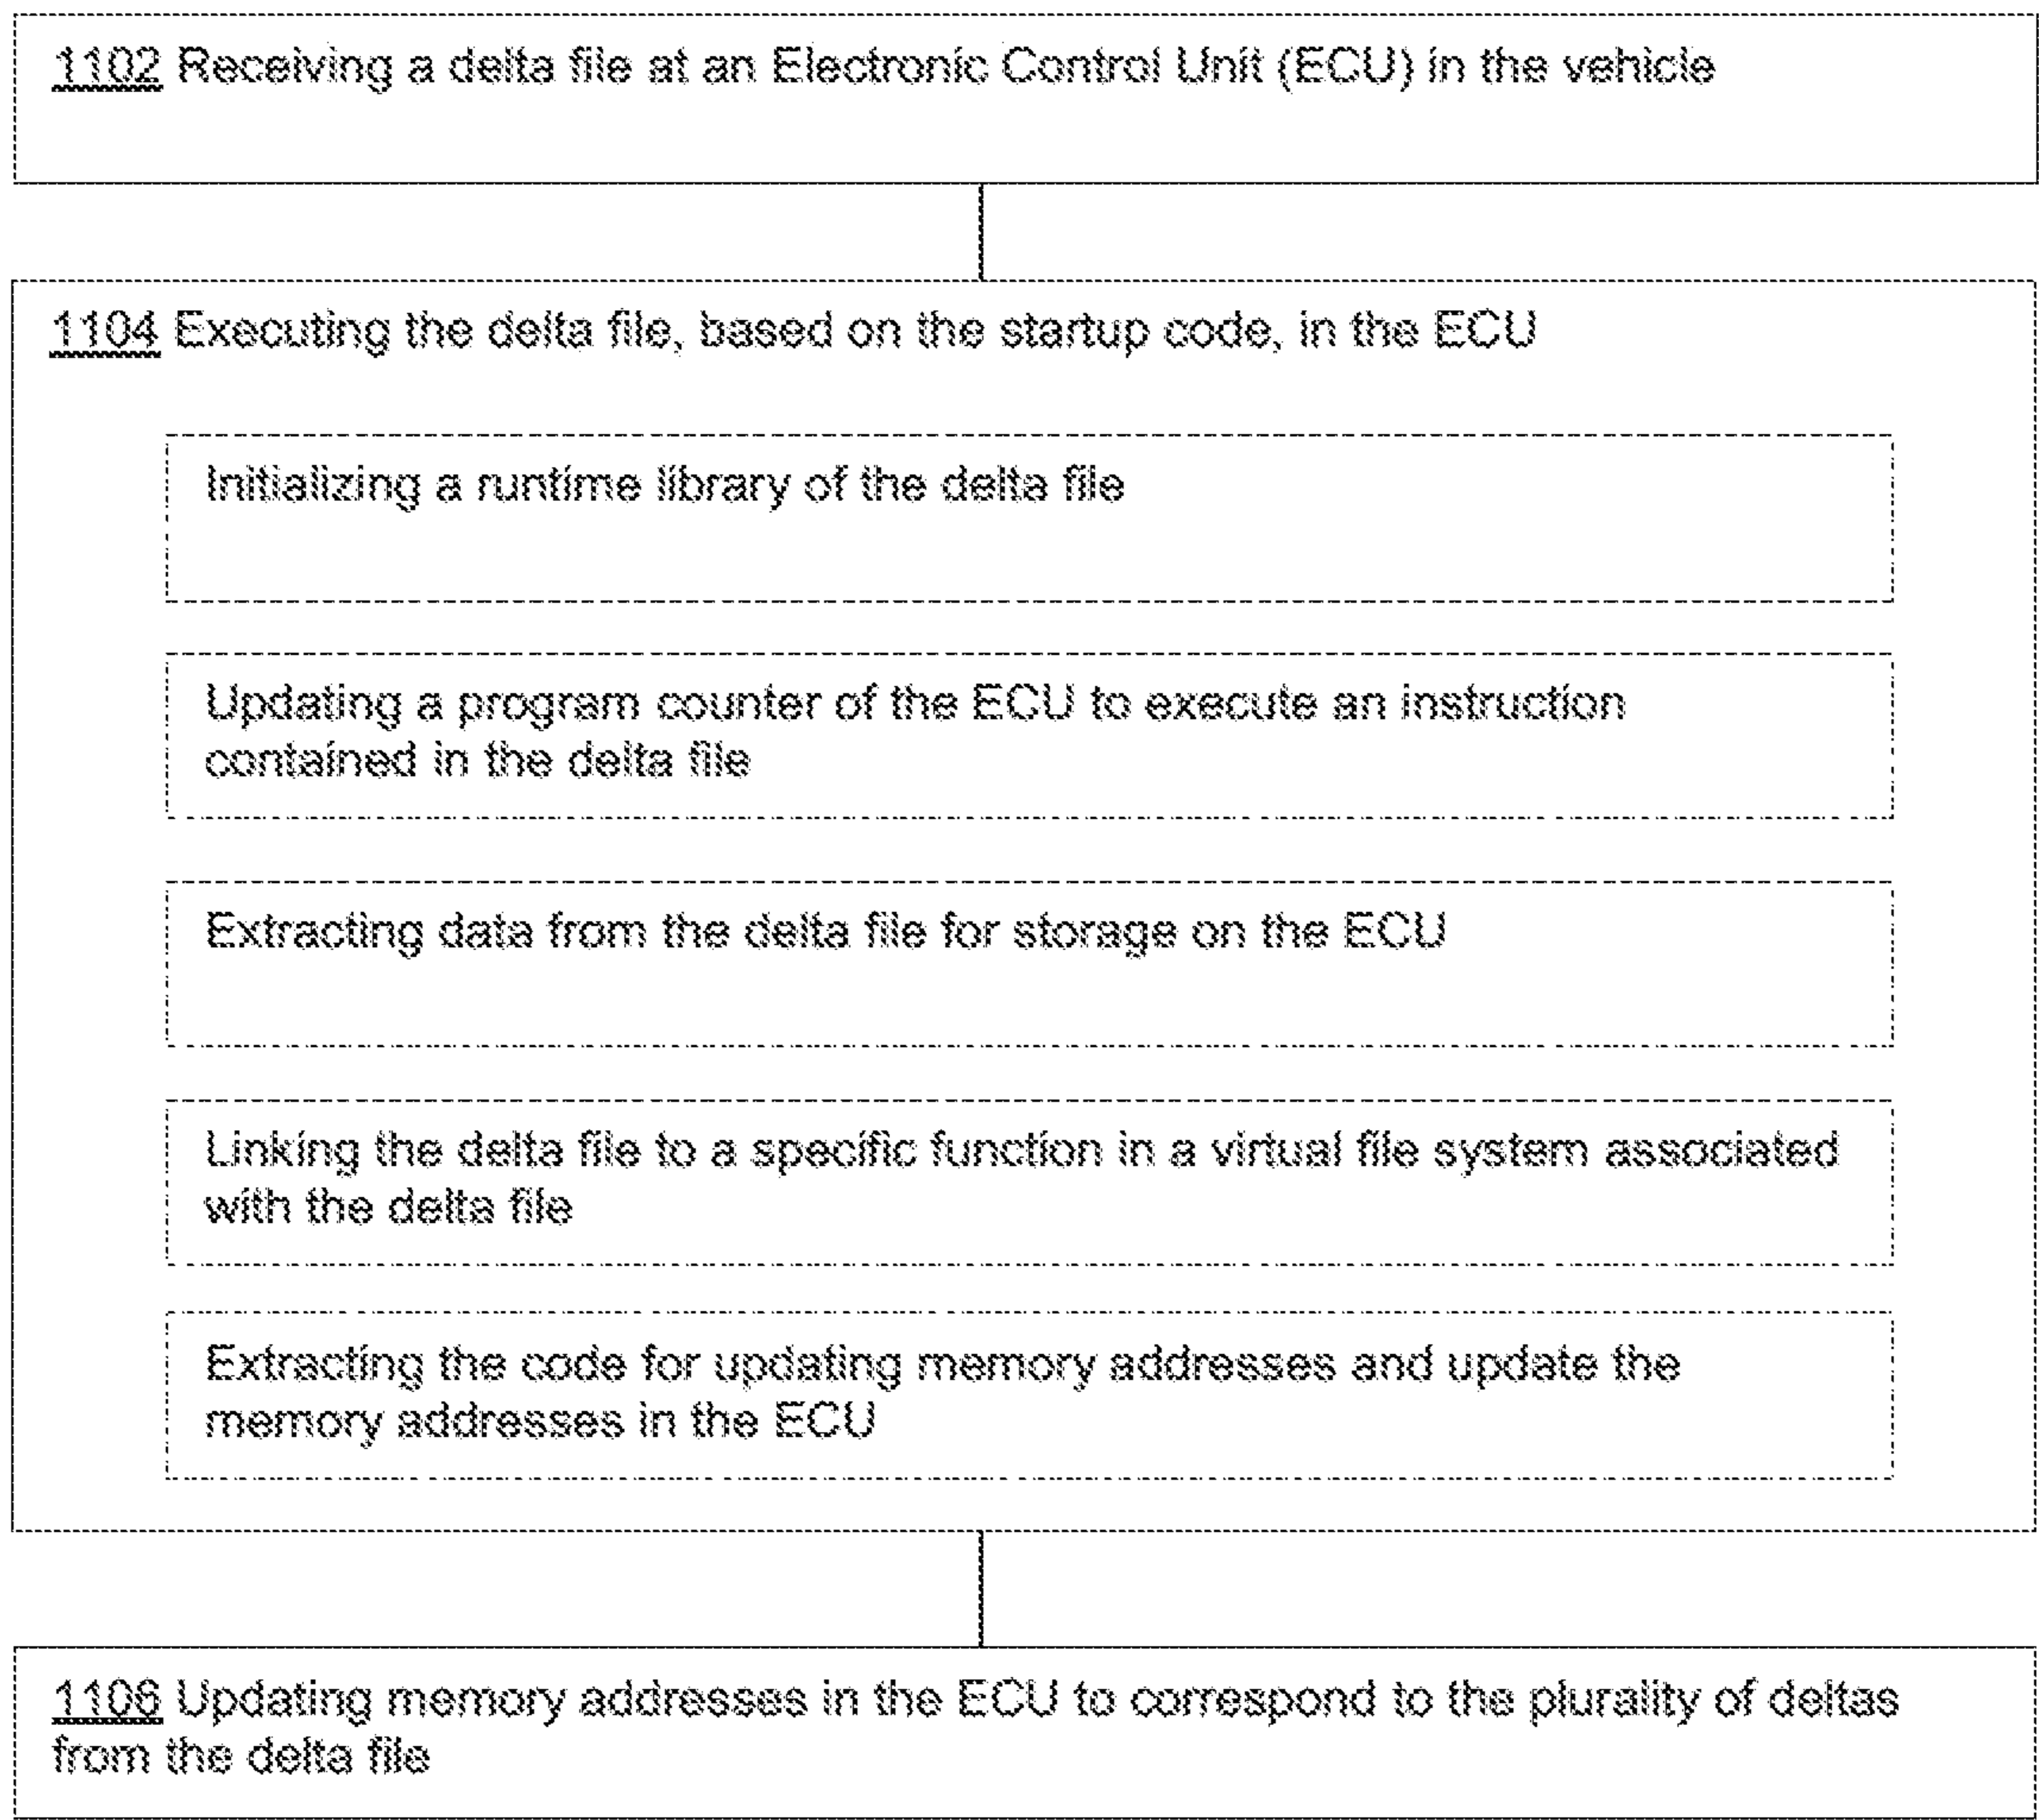 1102 Receiving a delta file at an Electronic Control Unit (ECU) in the vehicle
1104 Executing the delta file, based on the startup code, in the ECU
Initializing a runtime library of the delta file
Updating a program counter of the ECU to execute an instruction
contained in the delta file
Extracting data from the delta file for storage on the ECU
Linking the delta file to a specific function in a virtual file system associated
with the delta file
Extracting the code for updating memory addresses and update the
memory addresses in the ECU
1106 Updating memory addresses in the ECU to correspond to the plurality of deltas
from the delta file